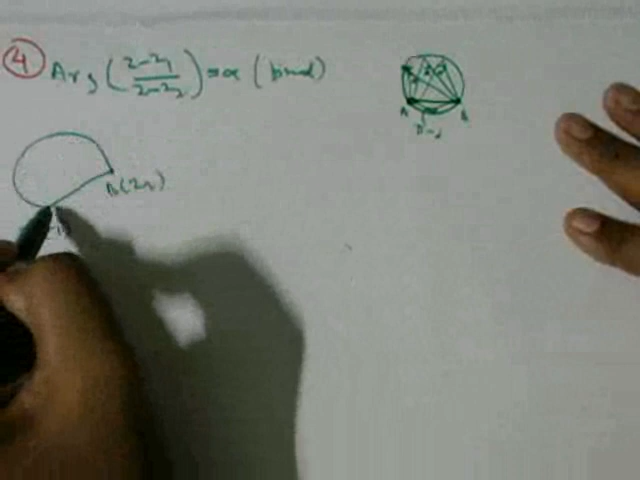 4 Arg (z-z₁/z-z₂) = α (fixed)
A B
π-α
B(z₂)